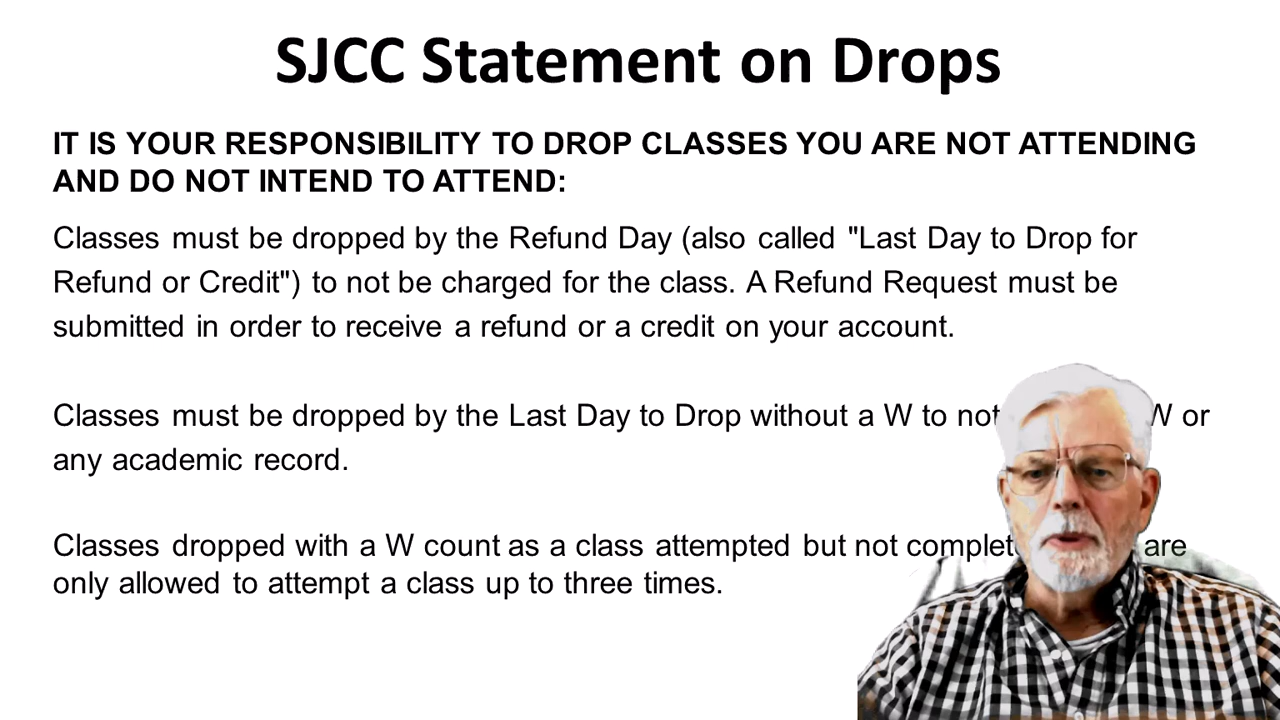 SJCC Statement on Drops
IT IS YOUR RESPONSIBILITY TO DROP CLASSES YOU ARE NOT ATTENDING
AND DO NOT INTEND TO ATTEND:
Classes must be dropped by the Refund Day (also called "Last Day to Drop for
Refund or Credit") to not be charged for the class. A Refund Request must be
submitted in order to receive a refund or a credit on your account.
Classes must be dropped by the Last Day to Drop without a W to not W or
any academic record.
Classes dropped with a W count as a class attempted but not are
only allowed to attempt a class up to three times.